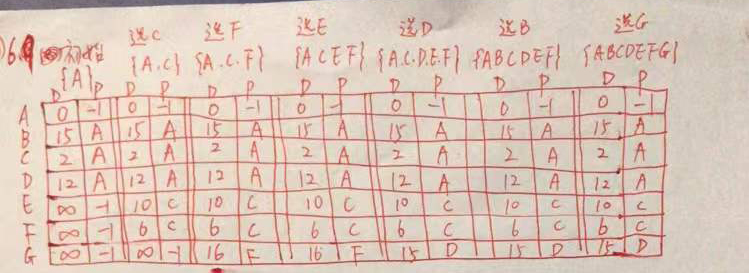 选C 选F 选E 选D 选B 选G
初始 {A.C} {A.C.F} {ACEF} {A.C.D.E.F} {ABCDEF} {ABCDEFG}
{A}
D P D P D P D P D P D P D P
A 0 -1 0 -1 0 -1 0 -1 0 -1 0 -1 0 -1
B 15 A 15 A 15 A 15 A 15 A 15 A 15 A
C 2 A 2 A 2 A 2 A 2 A 2 A 2 A
D 12 A 12 A 12 A 12 A 12 A 12 A 12 A
E ∞ -1 10 C 10 C 10 C 10 C 10 C 10 C
F ∞ -1 6 C 6 C 6 C 6 C 6 C 6 C
G ∞ -1 ∞ -1 16 F 16 F 15 D 15 D 15 D